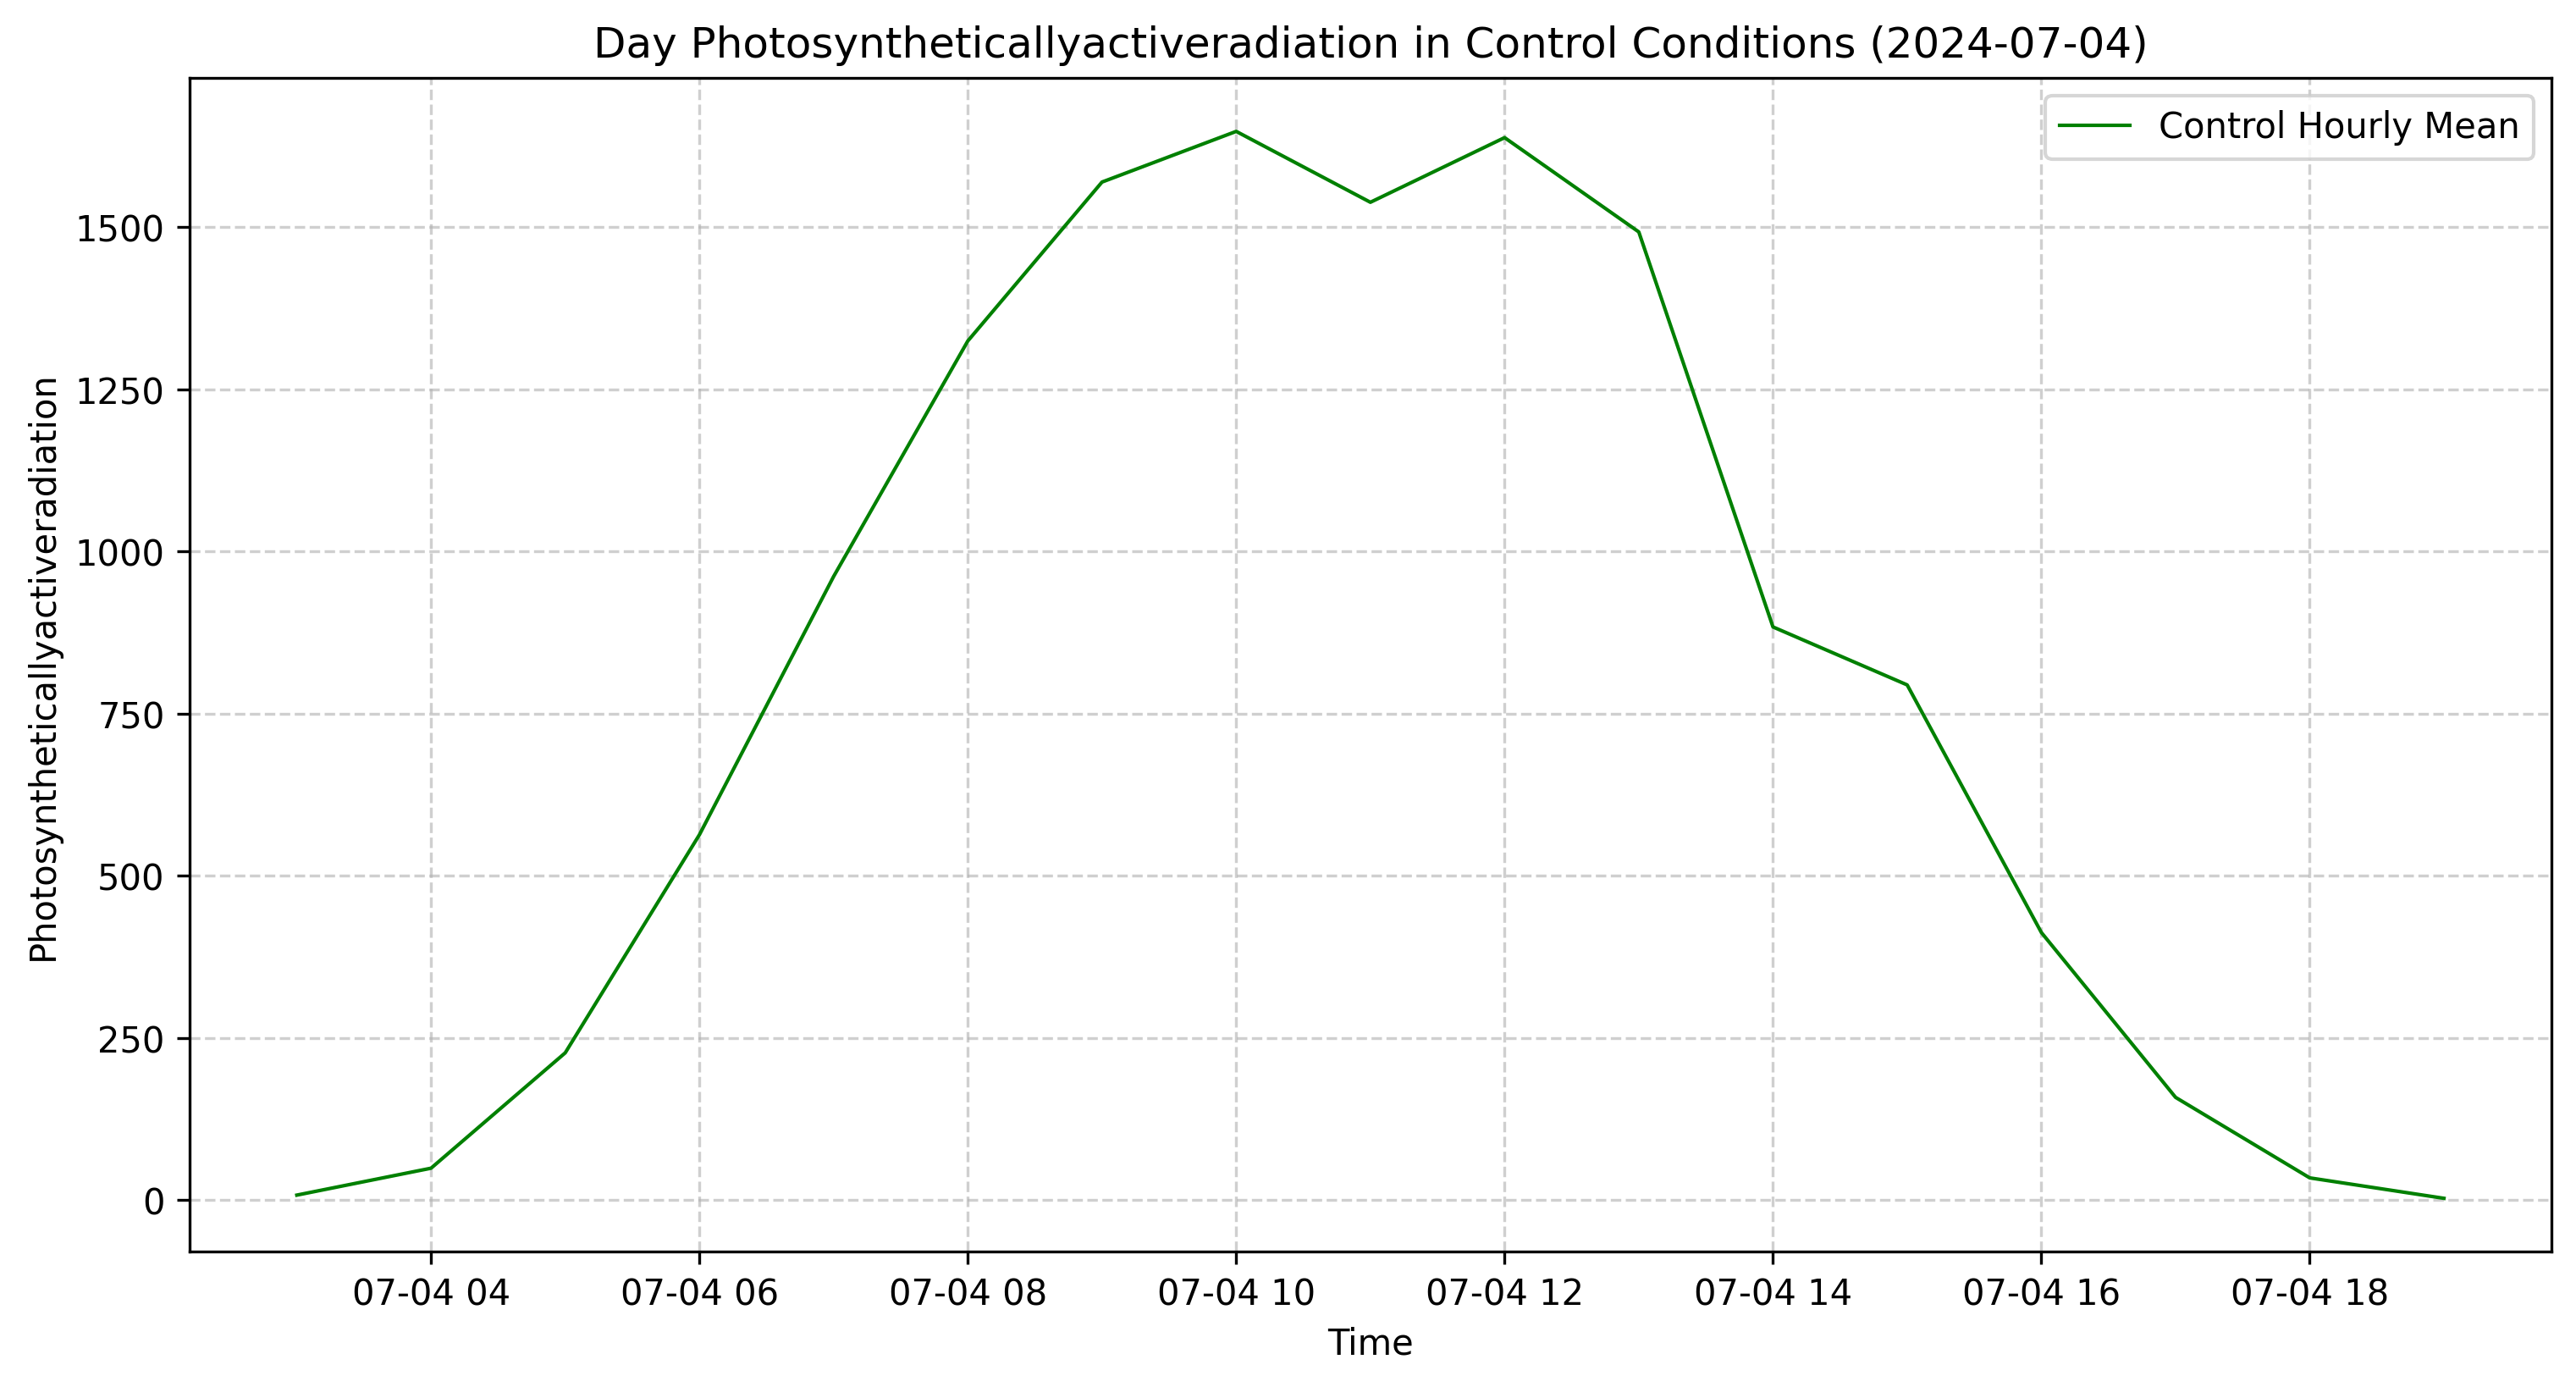 Day Photosyntheticallyactiveradiation in Control Conditions (2024-07-04)
Control Hourly Mean
Photosyntheticallyactiveradiation
1500
1250
1000
750
500
250
0
07-04 04 07-04 06 07-04 08 07-04 10 07-04 12 07-04 14 07-04 16 07-04 18
Time